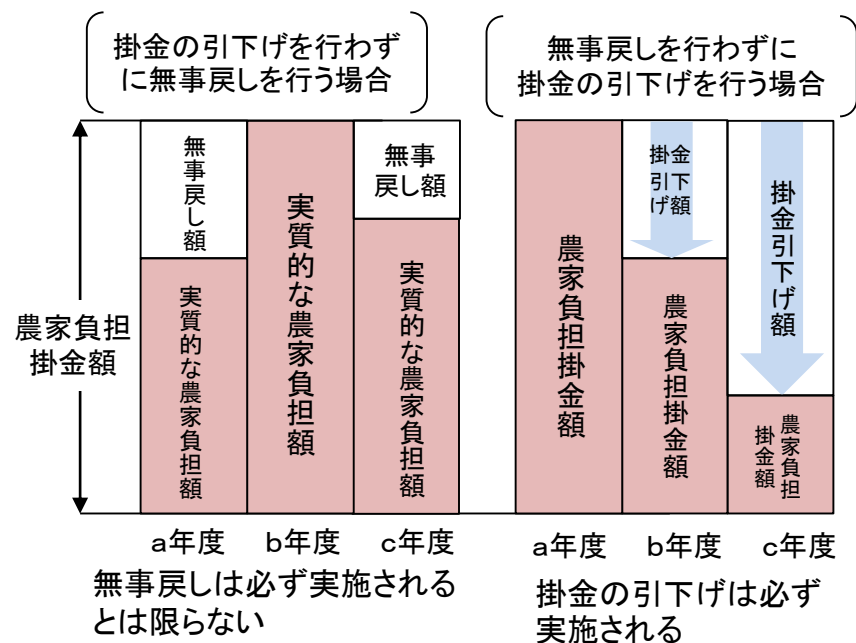 掛金の引下げを行わず
に無事戻しを行う場合
無事戻しを行わずに
掛金の引下げを行う場合
農家負担
掛金額
無事戻し額
実質的な農家負担額
実質的な農家負担額
無事
戻し額
実質的な農家負担額
農家負担掛金額
掛金
引下
げ額
農家負担掛金額
掛金引下げ額
農家負担
掛金額
a年度
b年度
c年度
a年度
b年度
c年度
無事戻しは必ず実施される
とは限らない
掛金の引下げは必ず
実施される